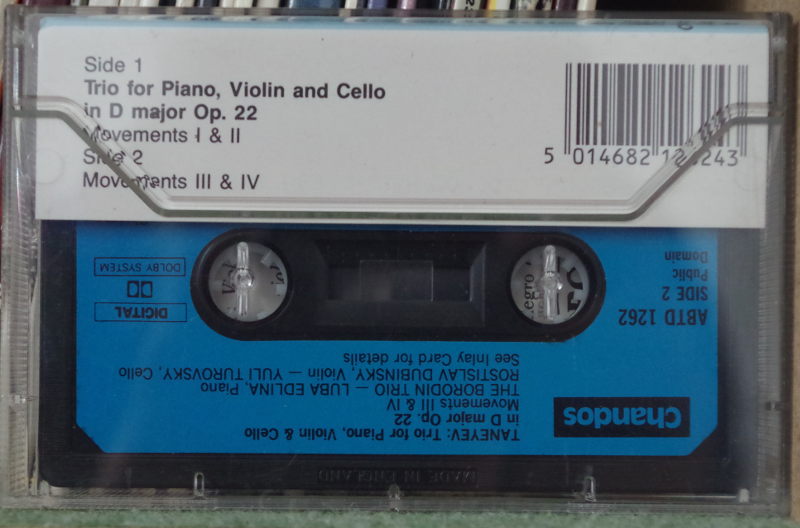 Side 1
Trio for Piano, Violin and Cello
in D major Op. 22
Movements I & II
Side 2
Movements III & IV
5 014682 12 243
TANEYEV: Trio for Piano, Violin & Cello
in D major Op. 22
Movements III & IV
THE BORODIN TRIO – LUBA EDLINA, Piano
ROSTISLAV DUBINSKY, Violin – YULI TUROVSKY, Cello
See Inlay Card for details
Chandos
ABTD 1262
SIDE 2
Public
Domain
DIGITAL
DOLBY SYSTEM
MADE IN ENGLAND